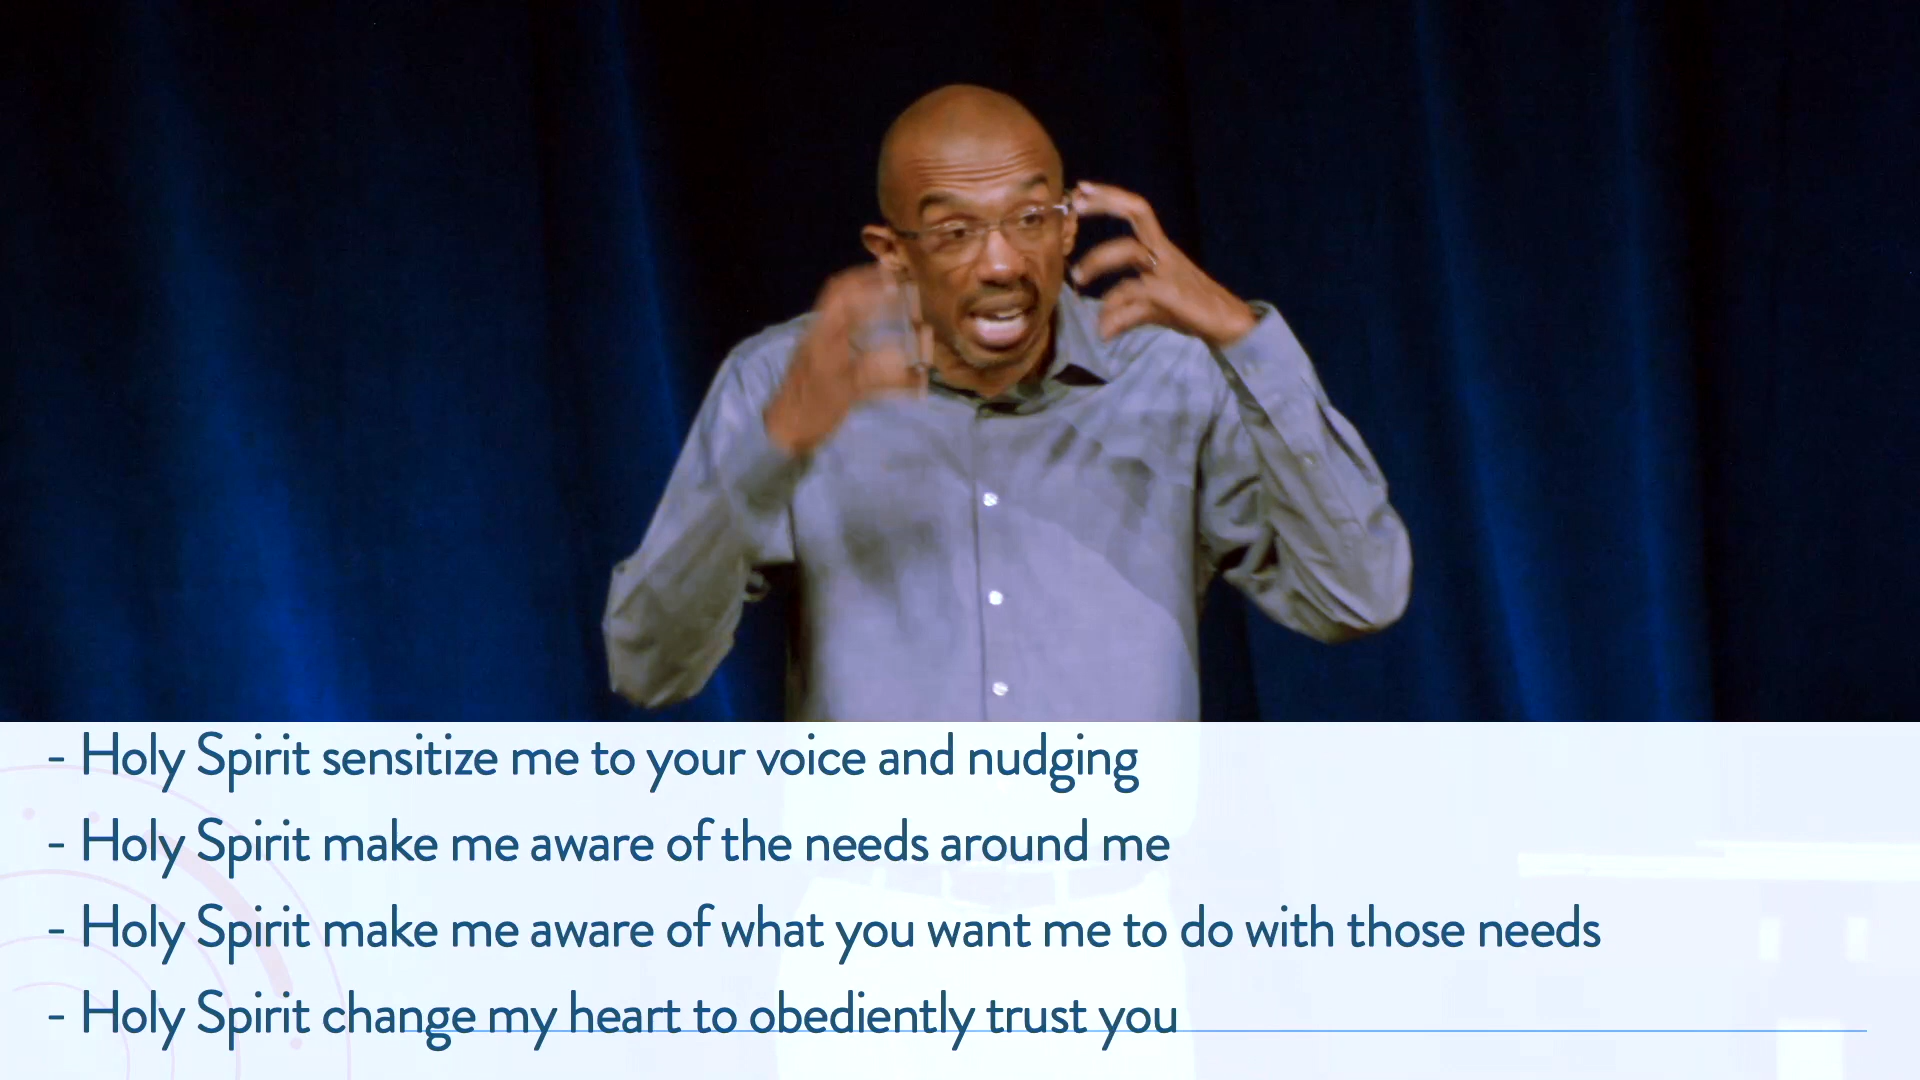 - Holy Spirit sensitize me to your voice and nudging
- Holy Spirit make me aware of the needs around me
- Holy Spirit make me aware of what you want me to do with those needs
- Holy Spirit change my heart to obediently trust you